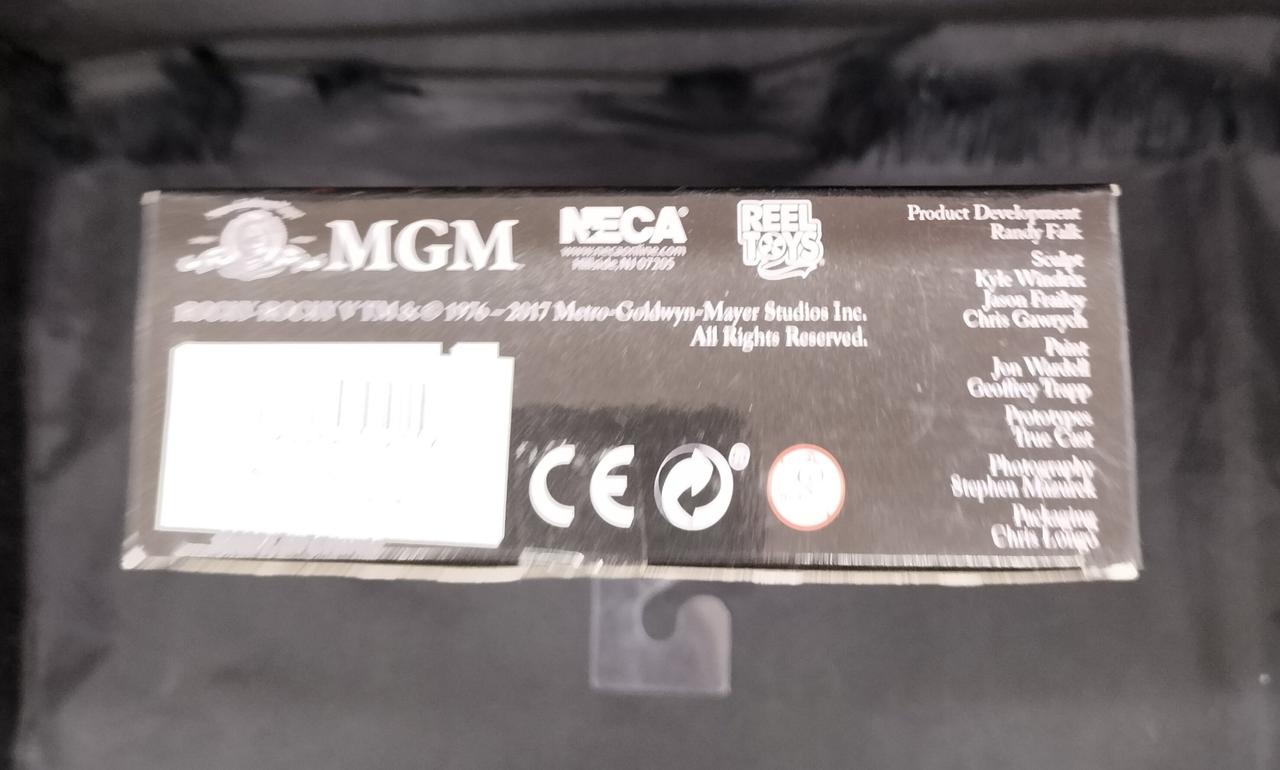 MGM
NECA®
www.necaonline.com
Hillside, NJ 07205
REEL
TOYS
ROCKY-ROCKY V TM & © 1976 - 2017 Metro-Goldwyn-Mayer Studios Inc.
All Rights Reserved.
CE
Product Development
Randy Falk
Sculpt
Kyle Windrix
Jason Frailey
Chris Gawrych
Paint
Jon Wardell
Geoffrey Trapp
Prototypes
True Cast
Photography
Stephen Mazurek
Packaging
Chris Longo